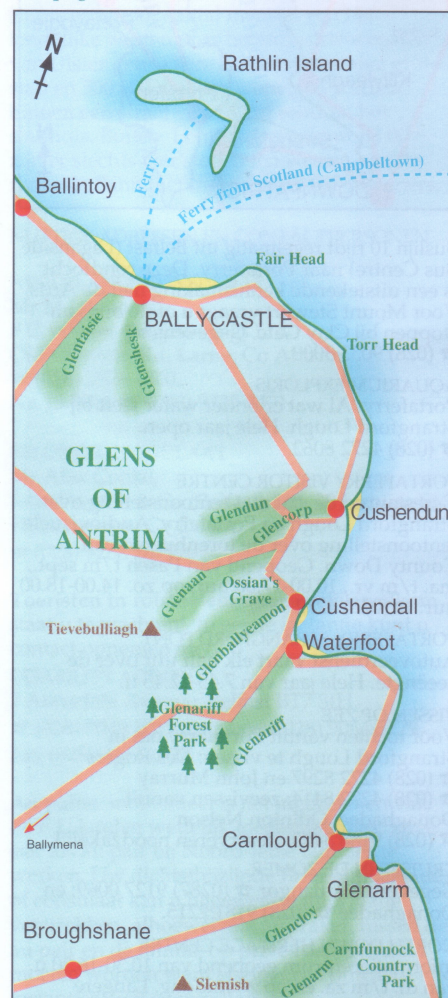 N
Rathlin Island
Ferry
Ferry from Scotland (Campbeltown)
Ballintoy
Fair Head
BALLYCASTLE
Torr Head
Glentaisie
Glenshesk
GLENS
OF
ANTRIM
Glendun
Glencorp
Cushendun
Glenaan
Ossian's
Grave
Cushendall
Tievebulliagh
Glenballyeamon
Waterfoot
Glenariff
Forest
Park
Glenariff
Ballymena
Carnlough
Glenarm
Glencloy
Broughshane
Carnfunnock
Country
Park
Glenarm
Slemish